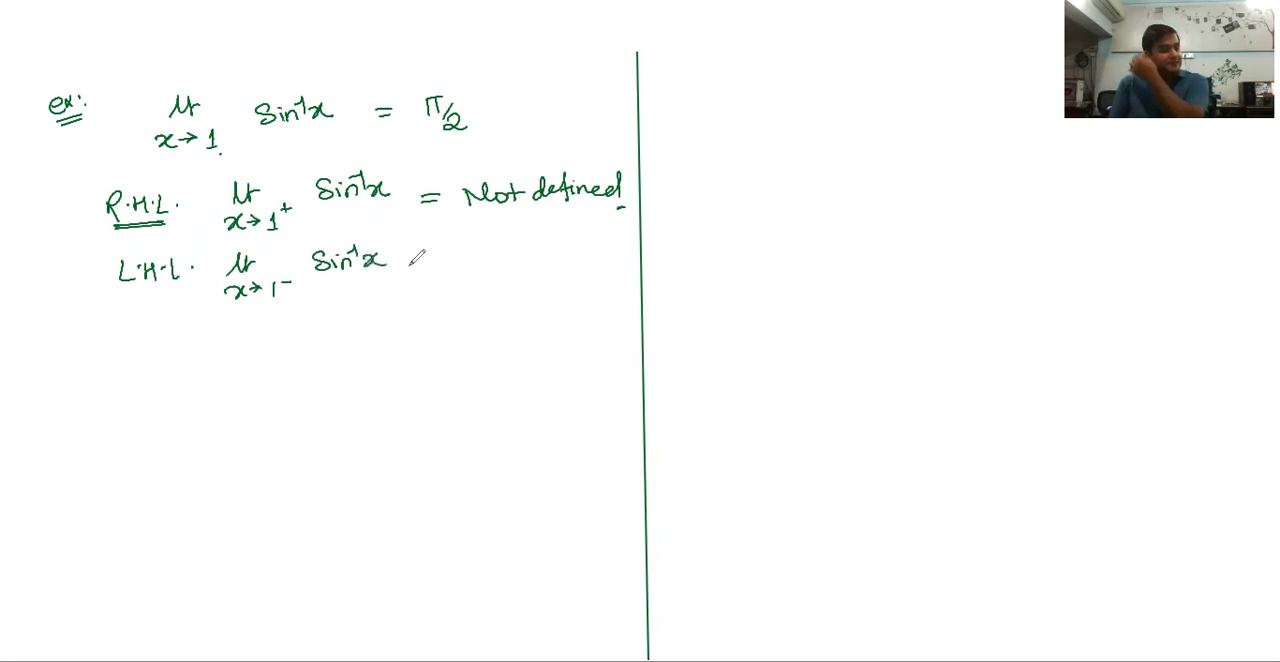 ex:. lt sin⁻¹x = π/2
x→1
R.H.L. lt sin⁻¹x = Not defined
x→1⁺
L.H.L. lt sin⁻¹x
x→1⁻